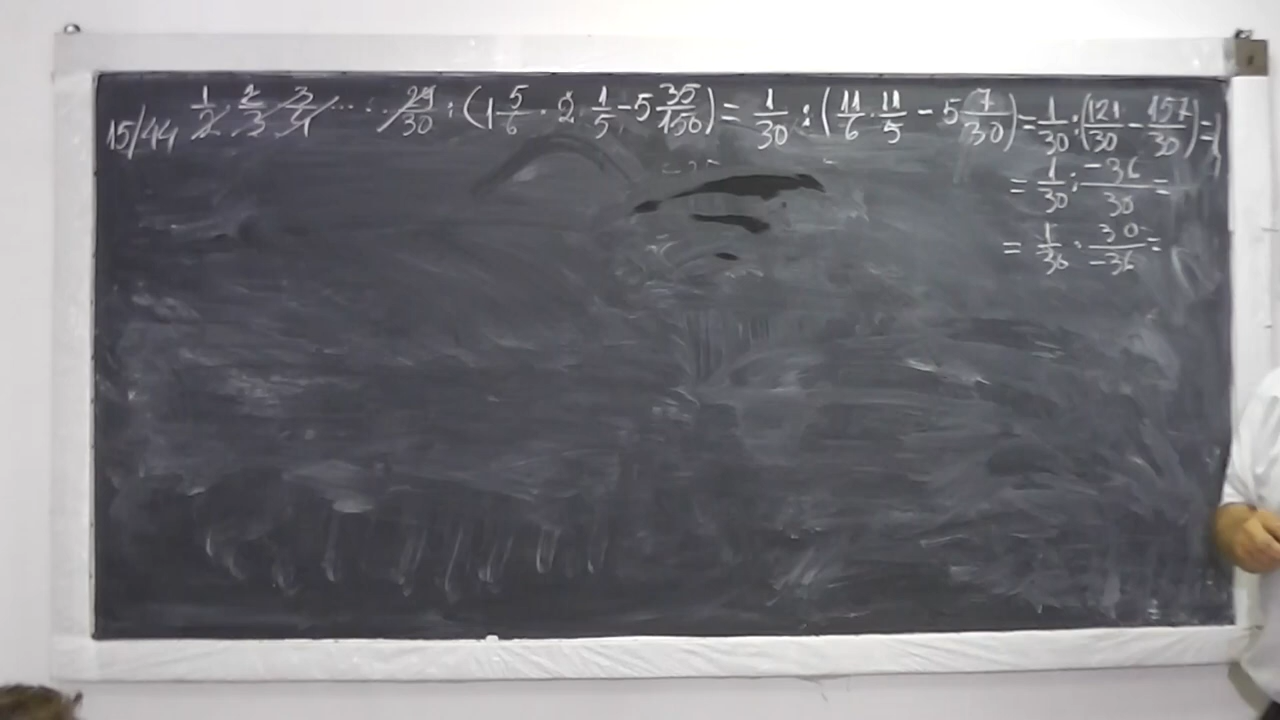 15/44 1/2 · 2/3 · 3/4 · ... · 29/30 : (1 5/6 · 2 · 1/5 - 5 35/150) = 1/30 : (11/6 · 11/5 - 5 7/30) = 1/30 : (121/30 - 157/30) =
= 1/30 : -36/30 =
= 1/36 · 30/-36 =